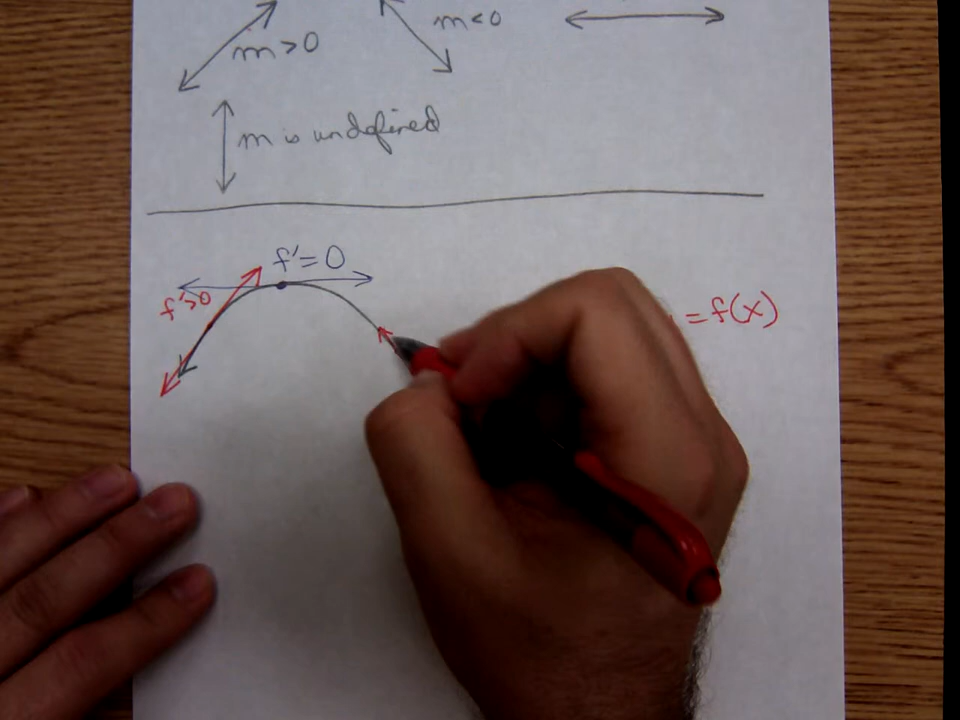 m > 0
m < 0
m is undefined
f' = 0
f' > 0
= f(x)